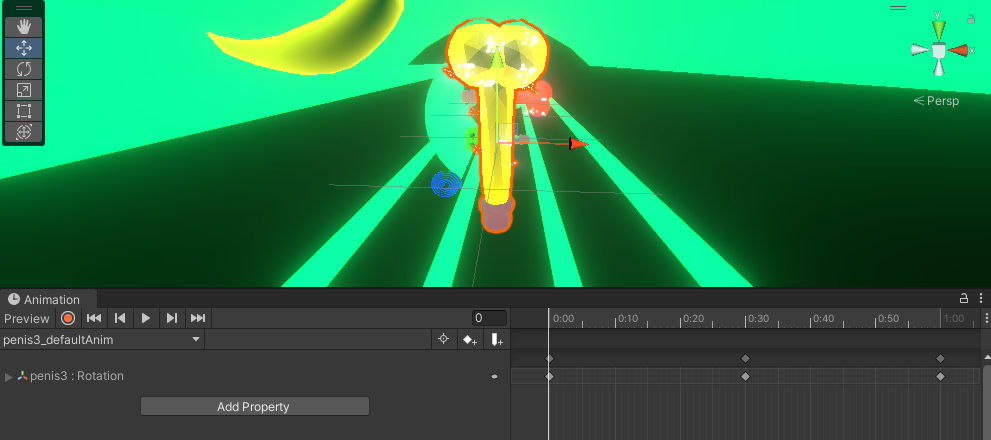 y
x
Persp
Animation
Preview
0
0:00
0:10
0:20
0:30
0:40
0:50
1:00
penis3_defaultAnim
penis3 : Rotation
Add Property